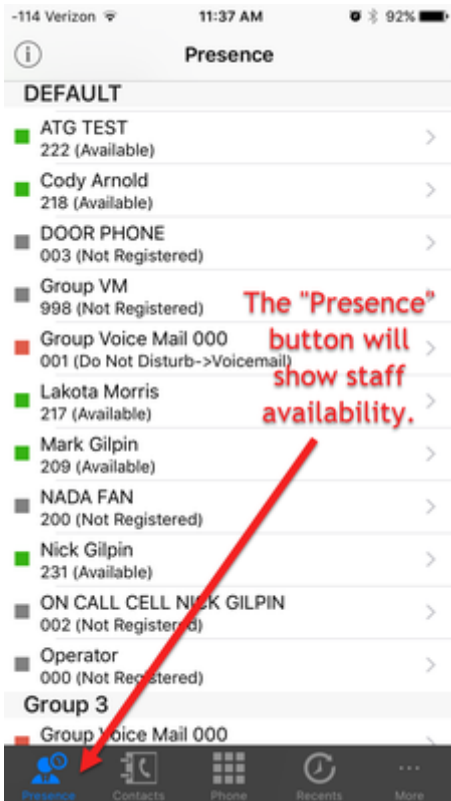 -114 Verizon 11:37 AM 92%
Presence
DEFAULT
ATG TEST
222 (Available)
Cody Arnold
218 (Available)
DOOR PHONE
003 (Not Registered)
Group VM
998 (Not Registered)
Group Voice Mail 000
001 (Do Not Disturb->Voicemail)
Lakota Morris
217 (Available)
Mark Gilpin
209 (Available)
NADA FAN
200 (Not Registered)
Nick Gilpin
231 (Available)
ON CALL CELL NICK GILPIN
002 (Not Registered)
Operator
000 (Not Registered)
The "Presence"
button will
show staff
availability.
Group 3
Group Voice Mail 000
Presence Contacts Phone Recents More